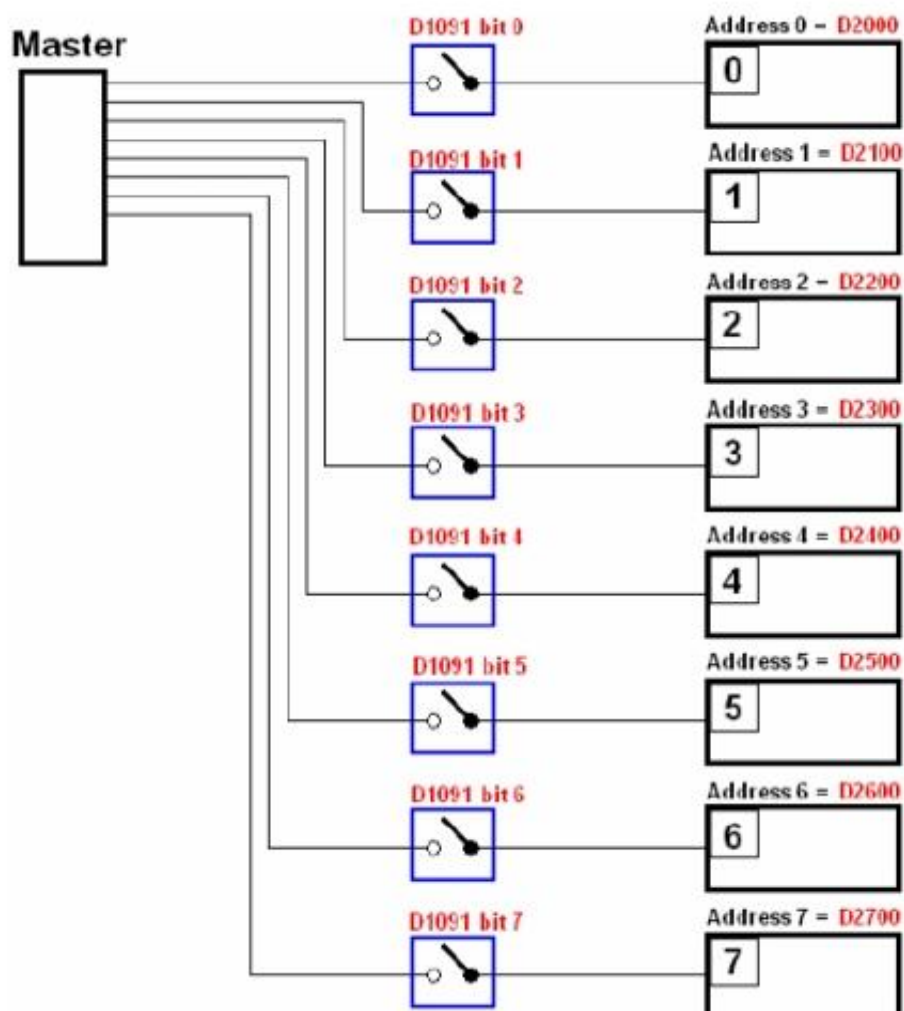 Master
D1091 bit 0
Address 0 – D2000
0
D1091 bit 1
Address 1 = D2100
1
D1091 bit 2
Address 2 – D2200
2
D1091 bit 3
Address 3 = D2300
3
D1091 bit 4
Address 4 = D2400
4
D1091 bit 5
Address 5 = D2500
5
D1091 bit 6
Address 6 = D2600
6
D1091 bit 7
Address 7 = D2700
7